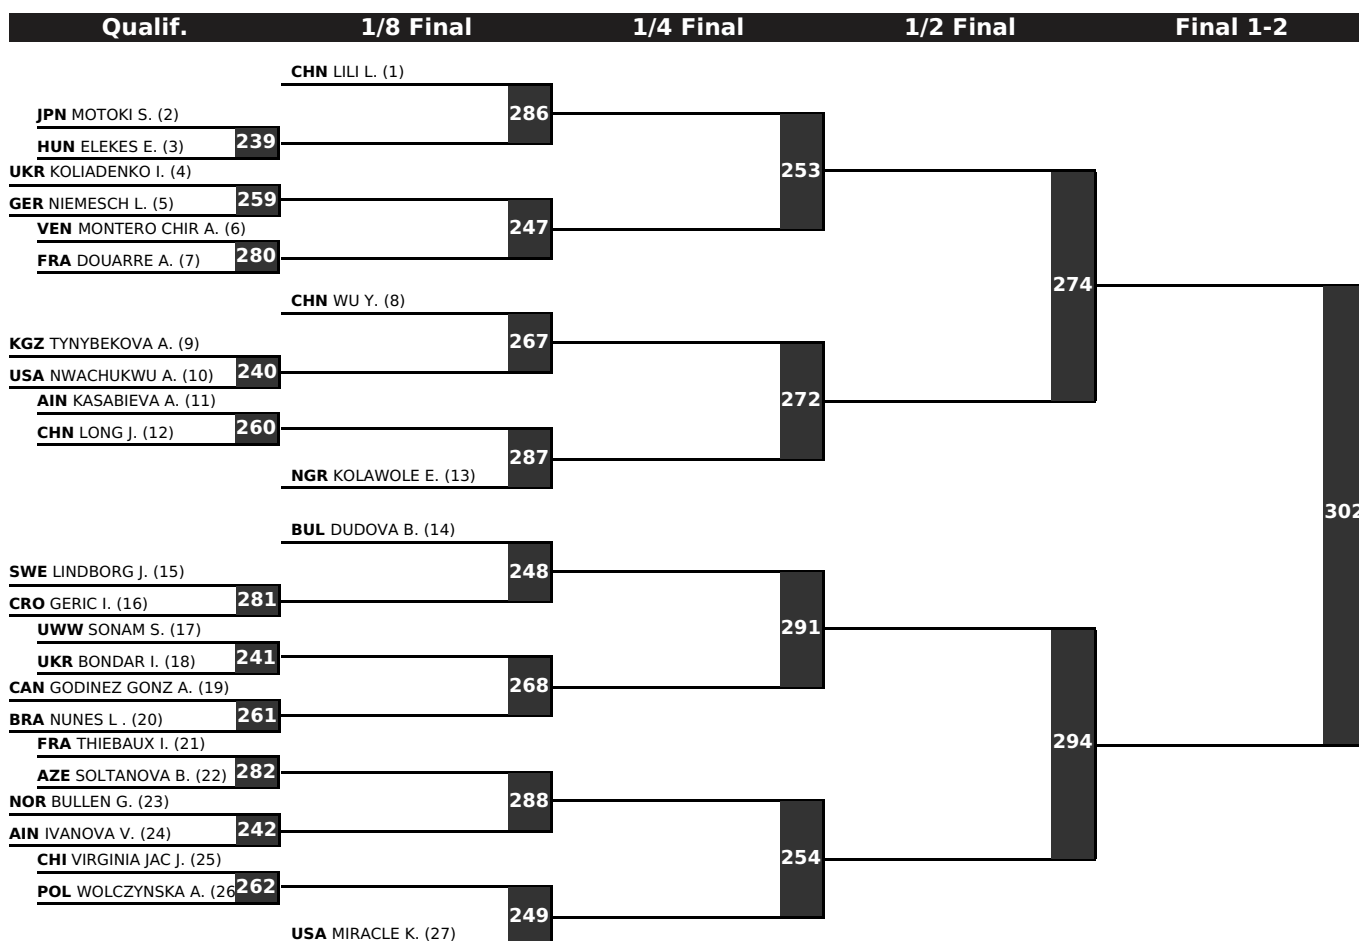 Qualif. 1/8 Final 1/4 Final 1/2 Final Final 1-2
CHN LILI L. (1)
286
JPN MOTOKI S. (2)
239
HUN ELEKES E. (3)
253
UKR KOLIADENKO I. (4)
259
GER NIEMESCH L. (5)
247
VEN MONTERO CHIR A. (6)
280
FRA DOUARRE A. (7)
274
CHN WU Y. (8)
267
KGZ TYNYBEKOVA A. (9)
240
USA NWACHUKWU A. (10)
272
AIN KASABIEVA A. (11)
260
CHN LONG J. (12)
287
NGR KOLAWOLE E. (13)
302
BUL DUDOVA B. (14)
248
SWE LINDBORG J. (15)
281
CRO GERIC I. (16)
291
UWW SONAM S. (17)
241
UKR BONDAR I. (18)
268
CAN GODINEZ GONZ A. (19)
261
BRA NUNES L . (20)
294
FRA THIEBAUX I. (21)
282
AZE SOLTANOVA B. (22)
288
NOR BULLEN G. (23)
242
AIN IVANOVA V. (24)
254
CHI VIRGINIA JAC J. (25)
262
POL WOLCZYNSKA A. (26
249
USA MIRACLE K. (27)